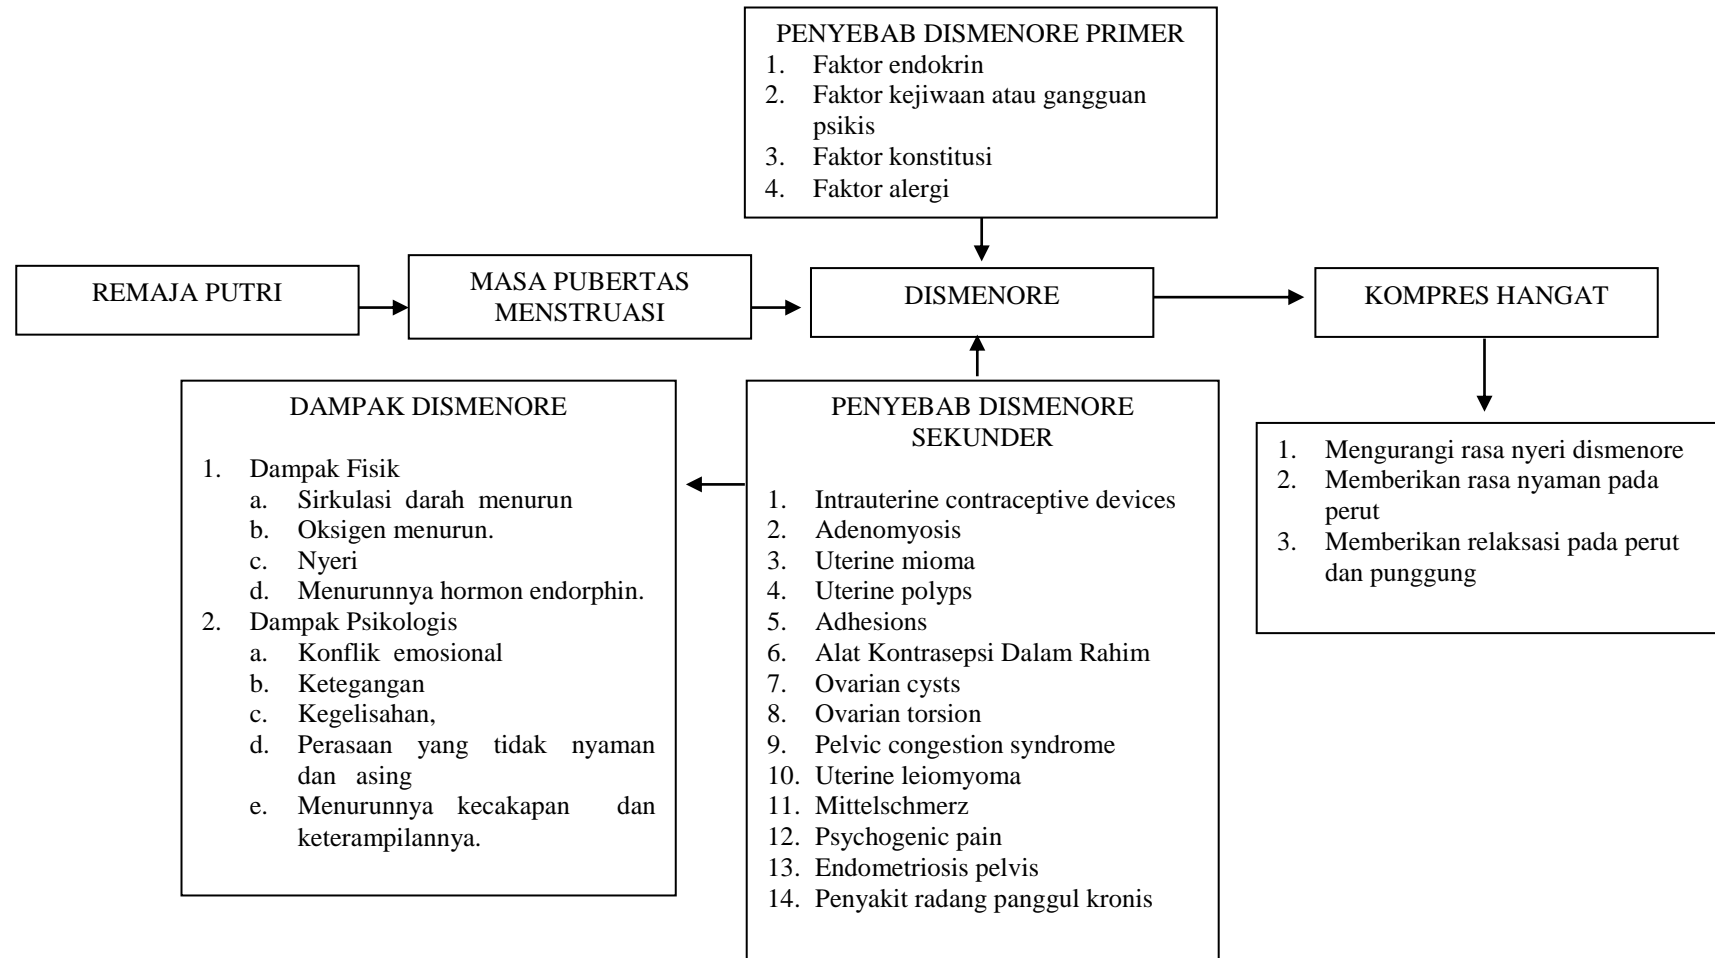 PENYEBAB DISMENORE PRIMER
1. Faktor endokrin
2. Faktor kejiwaan atau gangguan
psikis
3. Faktor konstitusi
4. Faktor alergi
REMAJA PUTRI
MASA PUBERTAS
MENSTRUASI
DISMENORE
KOMPRES HANGAT
DAMPAK DISMENORE
1. Dampak Fisik
a. Sirkulasi darah menurun
b. Oksigen menurun.
c. Nyeri
d. Menurunnya hormon endorphin.
2. Dampak Psikologis
a. Konflik emosional
b. Ketegangan
c. Kegelisahan,
d. Perasaan yang tidak nyaman
dan asing
e. Menurunnya kecakapan dan
keterampilannya.
PENYEBAB DISMENORE
SEKUNDER
1. Intrauterine contraceptive devices
2. Adenomyosis
3. Uterine mioma
4. Uterine polyps
5. Adhesions
6. Alat Kontrasepsi Dalam Rahim
7. Ovarian cysts
8. Ovarian torsion
9. Pelvic congestion syndrome
10. Uterine leiomyoma
11. Mittelschmerz
12. Psychogenic pain
13. Endometriosis pelvis
14. Penyakit radang panggul kronis
1. Mengurangi rasa nyeri dismenore
2. Memberikan rasa nyaman pada
perut
3. Memberikan relaksasi pada perut
dan punggung